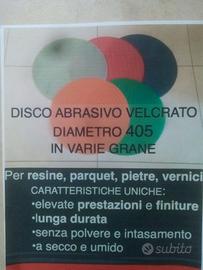 DISCO ABRASIVO VELCRATO
DIAMETRO 405
IN VARIE GRANE
Per resine, parquet, pietre, vernici
CARATTERISTICHE UNICHE:
•elevate prestazioni e finiture
•lunga durata
•senza polvere e intasamento
•a secco e umido
subito